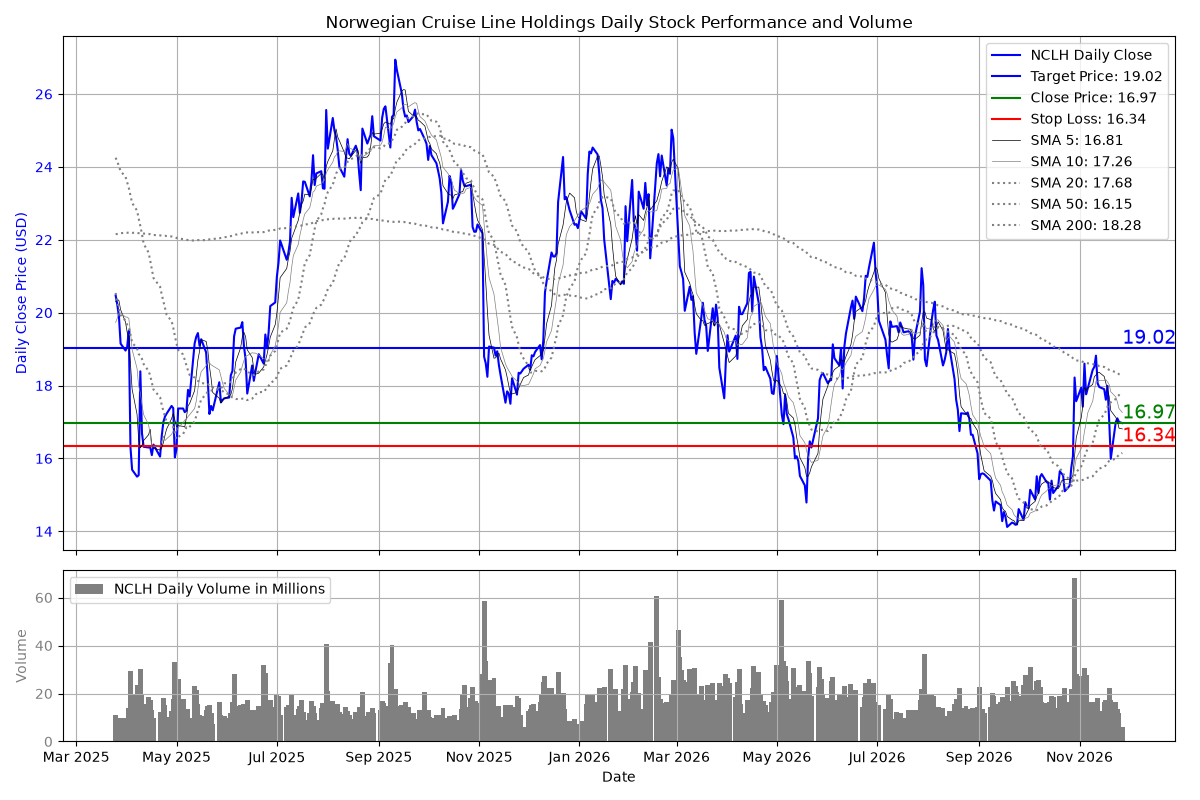 Norwegian Cruise Line Holdings Daily Stock Performance and Volume
Daily Close Price (USD)
26
24
22
20
18
16
14
NCLH Daily Close
Target Price: 19.02
Close Price: 16.97
Stop Loss: 16.34
SMA 5: 16.81
SMA 10: 17.26
SMA 20: 17.68
SMA 50: 16.15
SMA 200: 18.28
19.02
16.97
16.34
NCLH Daily Volume in Millions
Volume
60
40
20
0
Mar 2025 May 2025 Jul 2025 Sep 2025 Nov 2025 Jan 2026 Mar 2026 May 2026 Jul 2026 Sep 2026 Nov 2026
Date